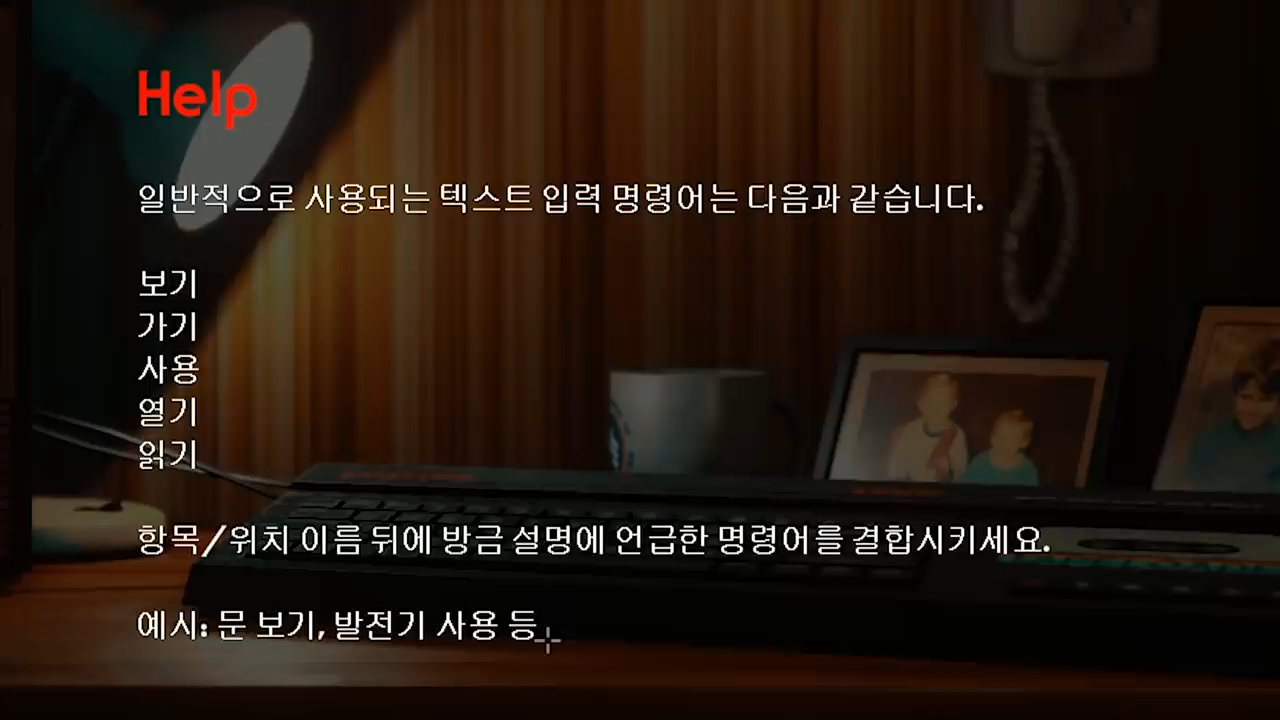 Help
일반적으로 사용되는 텍스트 입력 명령어는 다음과 같습니다.
보기
가기
사용
열기
읽기
항목/위치 이름 뒤에 방금 설명에 언급한 명령어를 결합시키세요.
예시: 문 보기, 발전기 사용 등